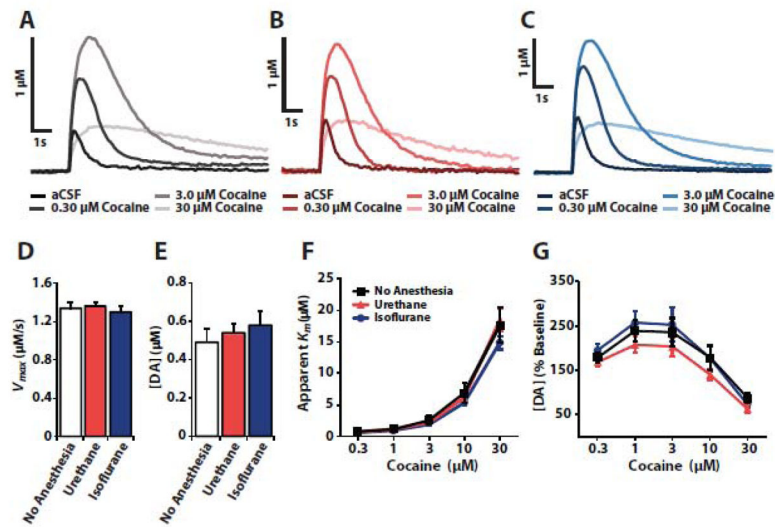 A
B
C
1 µM
1s
1 µM
1s
1 µM
1s
aCSF 3.0 µM Cocaine
0.30 µM Cocaine 30 µM Cocaine
aCSF 3.0 µM Cocaine
0.30 µM Cocaine 30 µM Cocaine
aCSF 3.0 µM Cocaine
0.30 µM Cocaine 30 µM Cocaine
D
Vmax (µM/s)
1.6
1.2
0.8
0.4
0
No Anesthesia
Urethane
Isoflurane
E
[DA] (µM)
0.8
0.6
0.4
0.2
0
No Anesthesia
Urethane
Isoflurane
F
Apparent Km(µM)
25
20
15
10
5
0
No Anesthesia
Urethane
Isoflurane
0.3 1 3 10 30
Cocaine (µM)
G
[DA] (% Baseline)
350
250
150
50
0.3 1 3 10 30
Cocaine (µM)